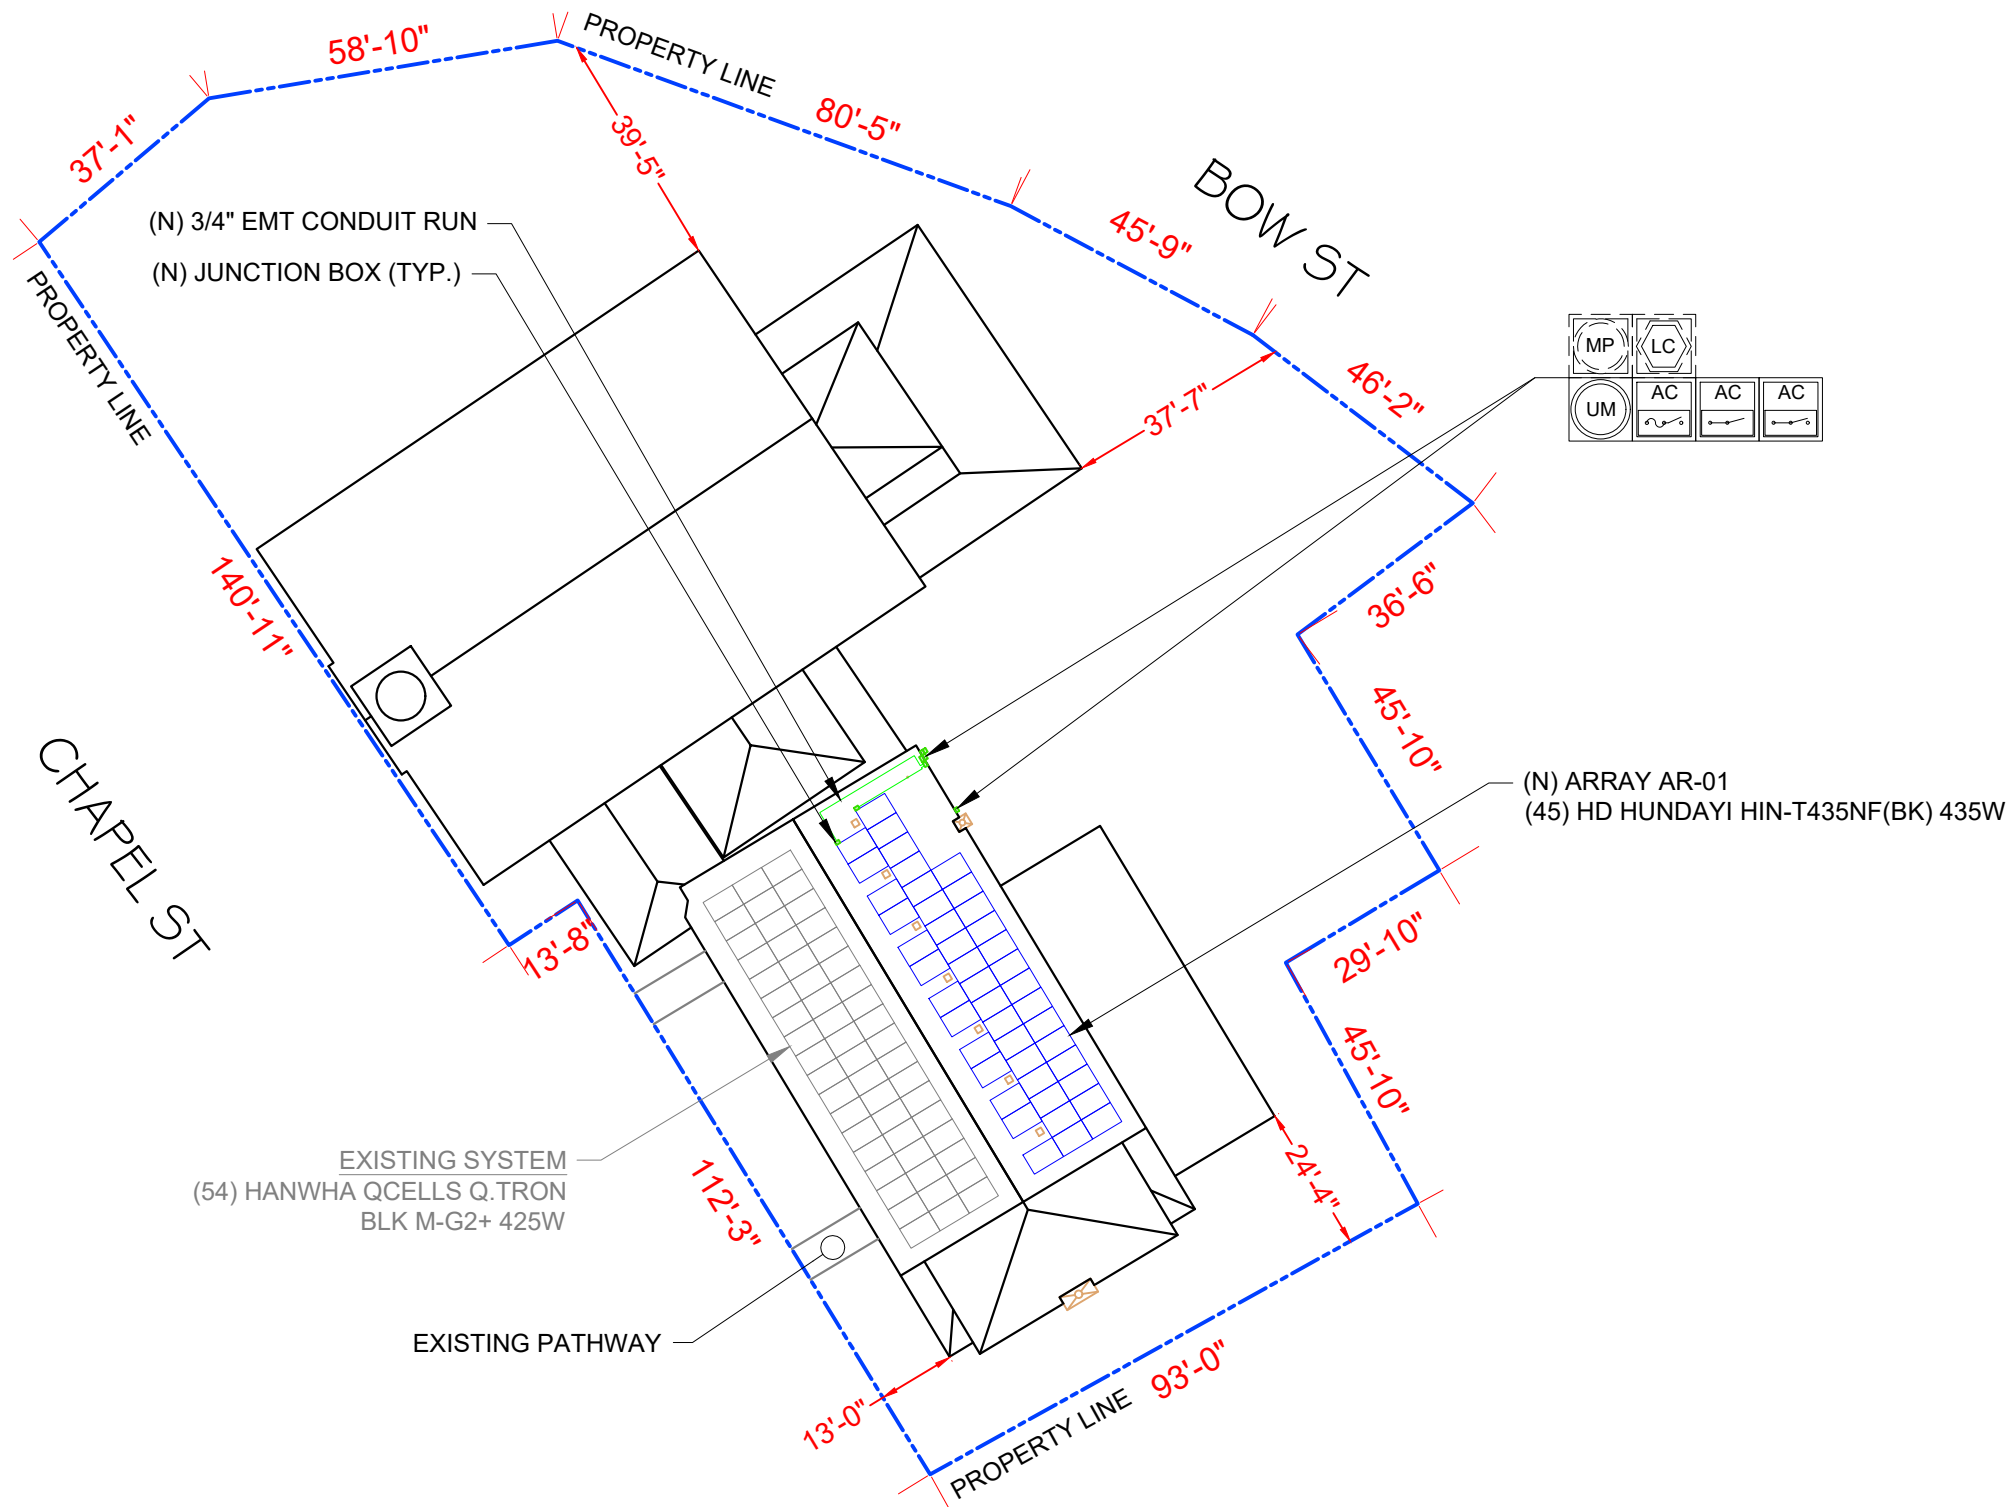 58'-10"
PROPERTY LINE
80'-5"
37'-1"
39'-5"
BOW ST
45'-9"
(N) 3/4" EMT CONDUIT RUN
(N) JUNCTION BOX (TYP.)
PROPERTY LINE
MP
LC
UM
AC
AC
AC
37'-7"
46'-2"
140'-11"
36'-6"
45'-10"
CHAPEL ST
(N) ARRAY AR-01
(45) HD HUNDAYI HIN-T435NF(BK) 435W
13'-8"
29'-10"
45'-10"
EXISTING SYSTEM
(54) HANWHA QCELLS Q.TRON
BLK M-G2+ 425W
112'-3"
24'-4"
EXISTING PATHWAY
13'-0"
93'-0"
PROPERTY LINE